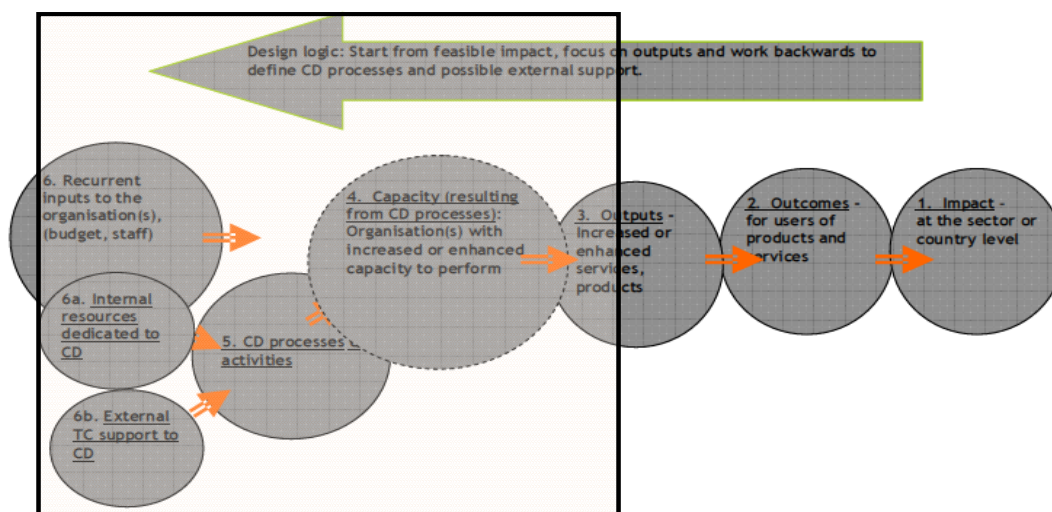 Design logic: Start from feasible impact, focus on outputs and work backwards to
define CD processes and possible external support.
6. Recurrent
inputs to the
organisation(s),
(budget, staff)
6a. Internal
resources
dedicated to
CD
6b. External
TC support to
CD
5. CD processes
activities
4. Capacity (resulting
from CD processes):
Organisation(s) with
increased or enhanced
capacity to perform
3. Outputs -
Increased or
enhanced
services,
products
2. Outcomes -
for users of
products and
services
1. Impact -
at the sector or
country level